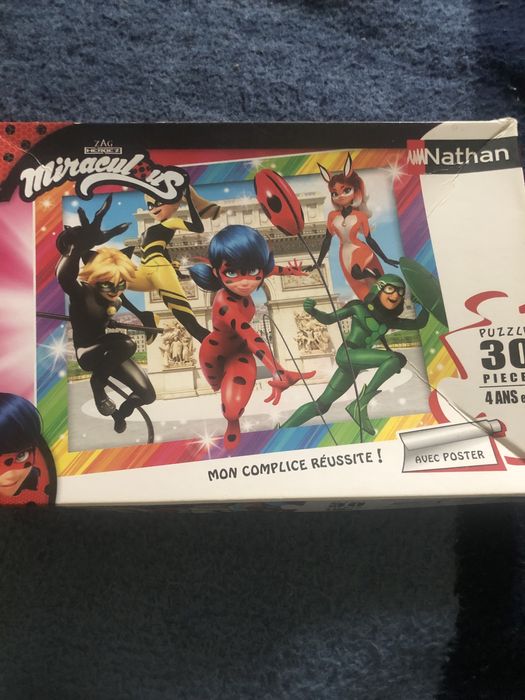 ZAG
HEROEZ
Miraculous
Nathan
PUZZLE
30
PIECES
4 ANS e
MON COMPLICE RÉUSSITE !
AVEC POSTER